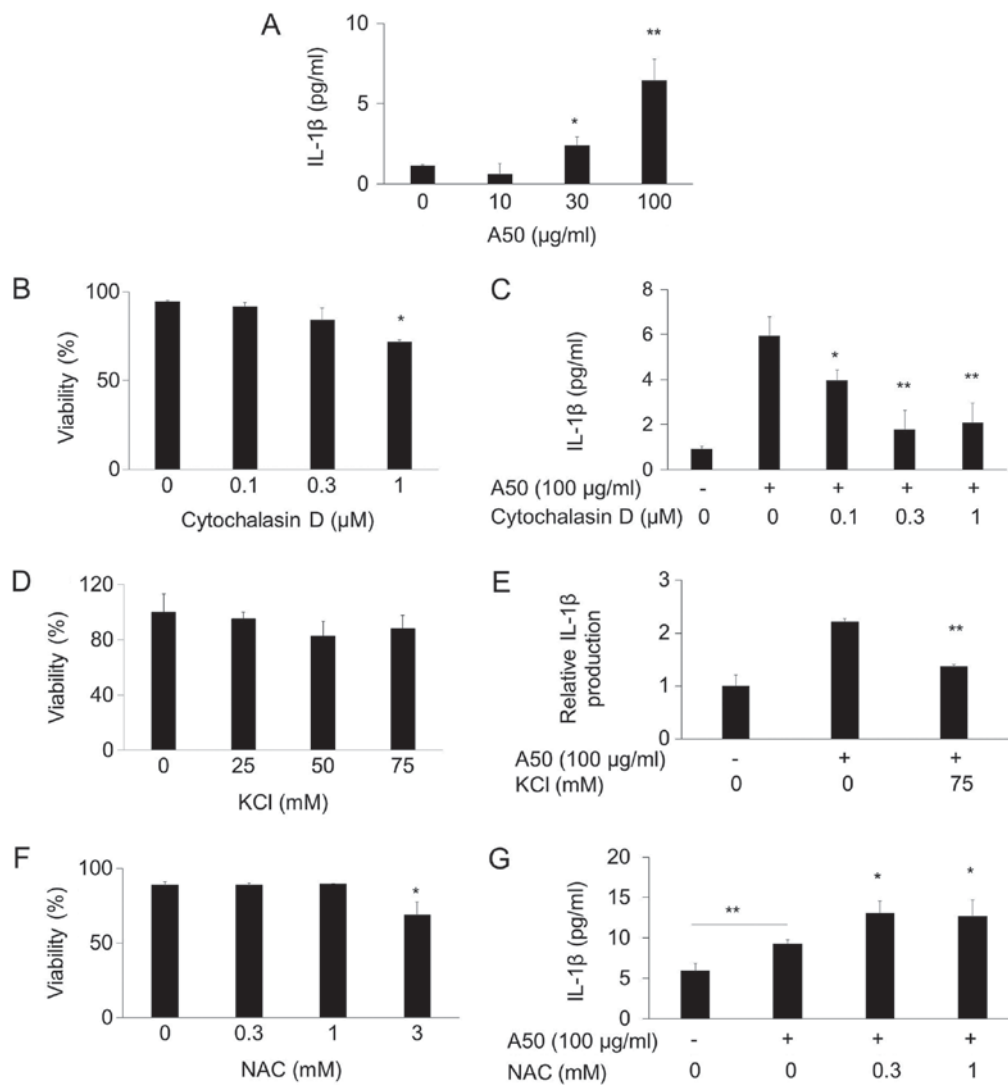 A
IL-1β (pg/ml)
10
5
0
*
**
0 10 30 100
A50 (µg/ml)
B
Viability (%)
100
50
0
*
0 0.1 0.3 1
Cytochalasin D (µM)
C
IL-1β (pg/ml)
8
6
4
2
0
*
**
**
A50 (100 µg/ml) - + + + +
Cytochalasin D (µM) 0 0 0.1 0.3 1
D
Viability (%)
120
80
40
0
0 25 50 75
KCl (mM)
E
Relative IL-1β
production
3
2
1
0
**
A50 (100 µg/ml) - + +
KCl (mM) 0 0 75
F
Viability (%)
100
50
0
*
0 0.3 1 3
NAC (mM)
G
IL-1β (pg/ml)
20
15
10
5
0
**
*
*
A50 (100 µg/ml) - + + +
NAC (mM) 0 0 0.3 1